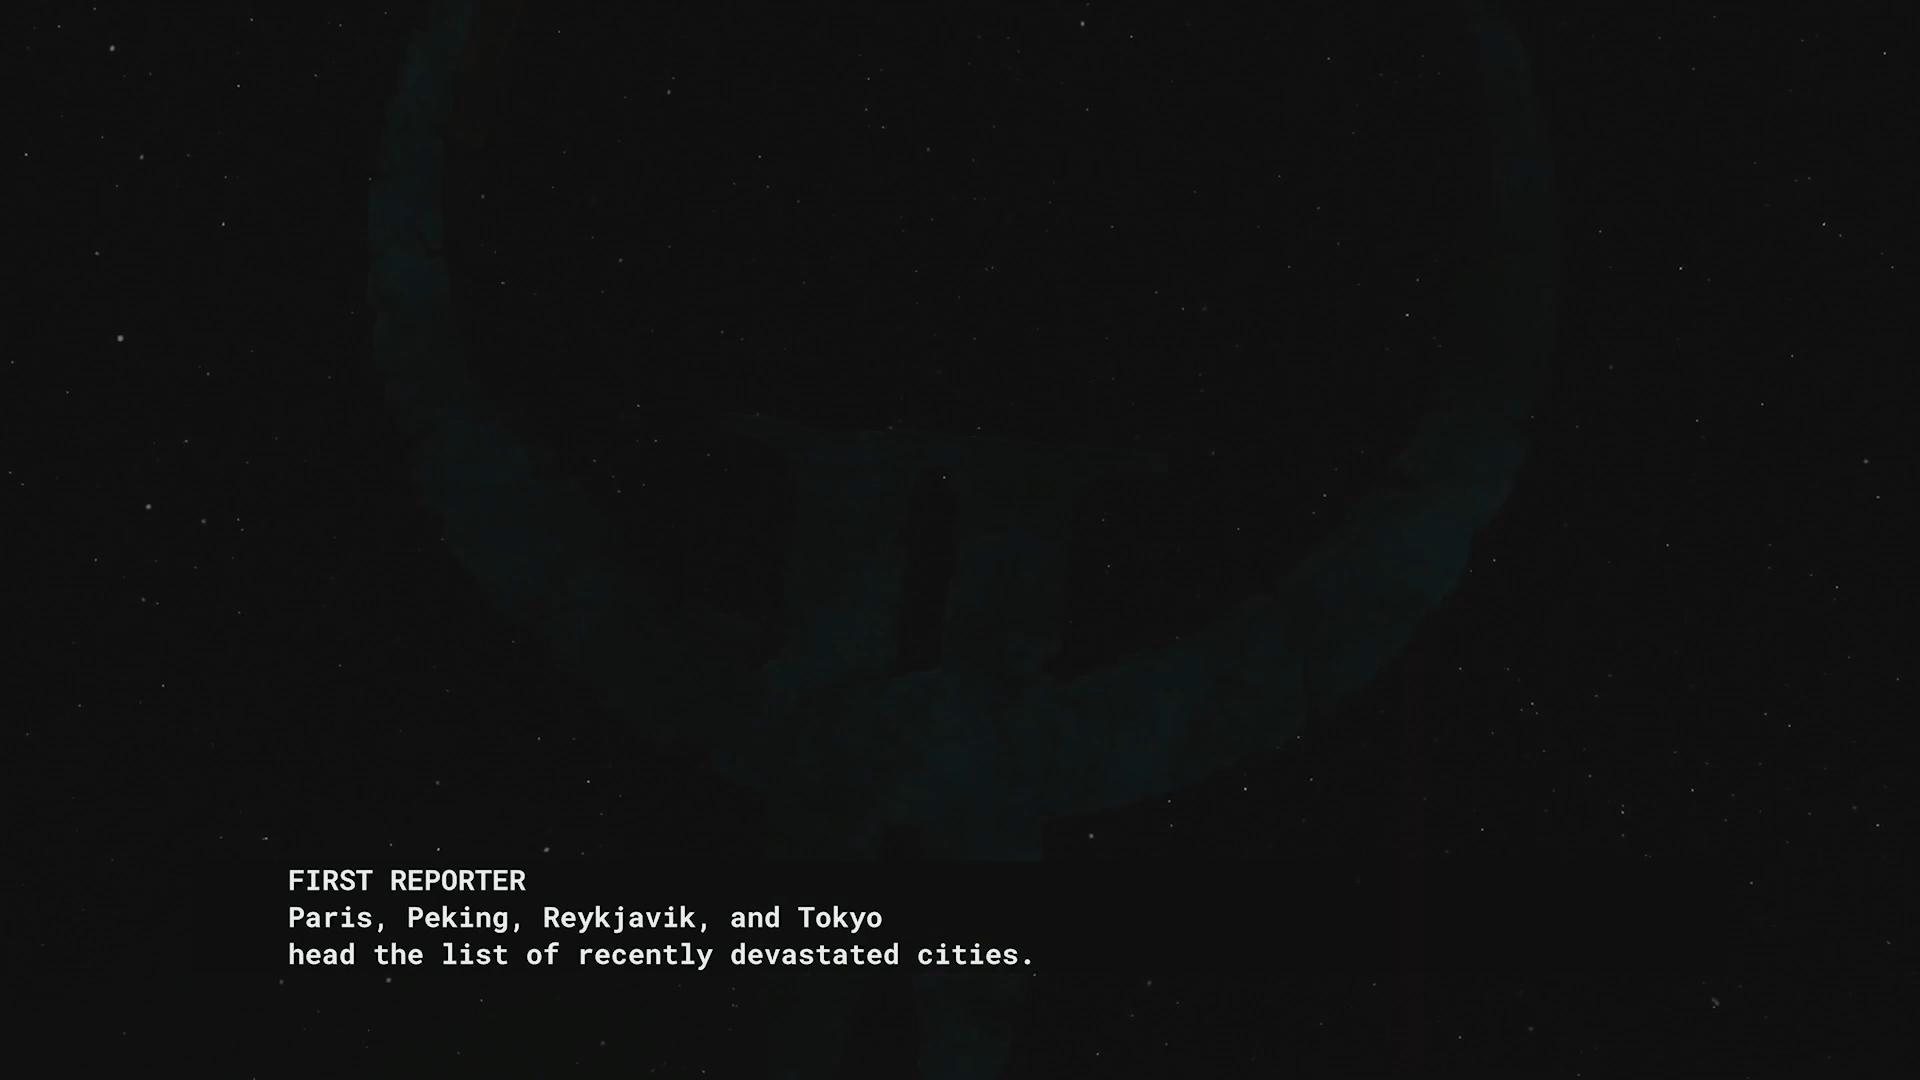 FIRST REPORTER
Paris, Peking, Reykjavik, and Tokyo
head the list of recently devastated cities.